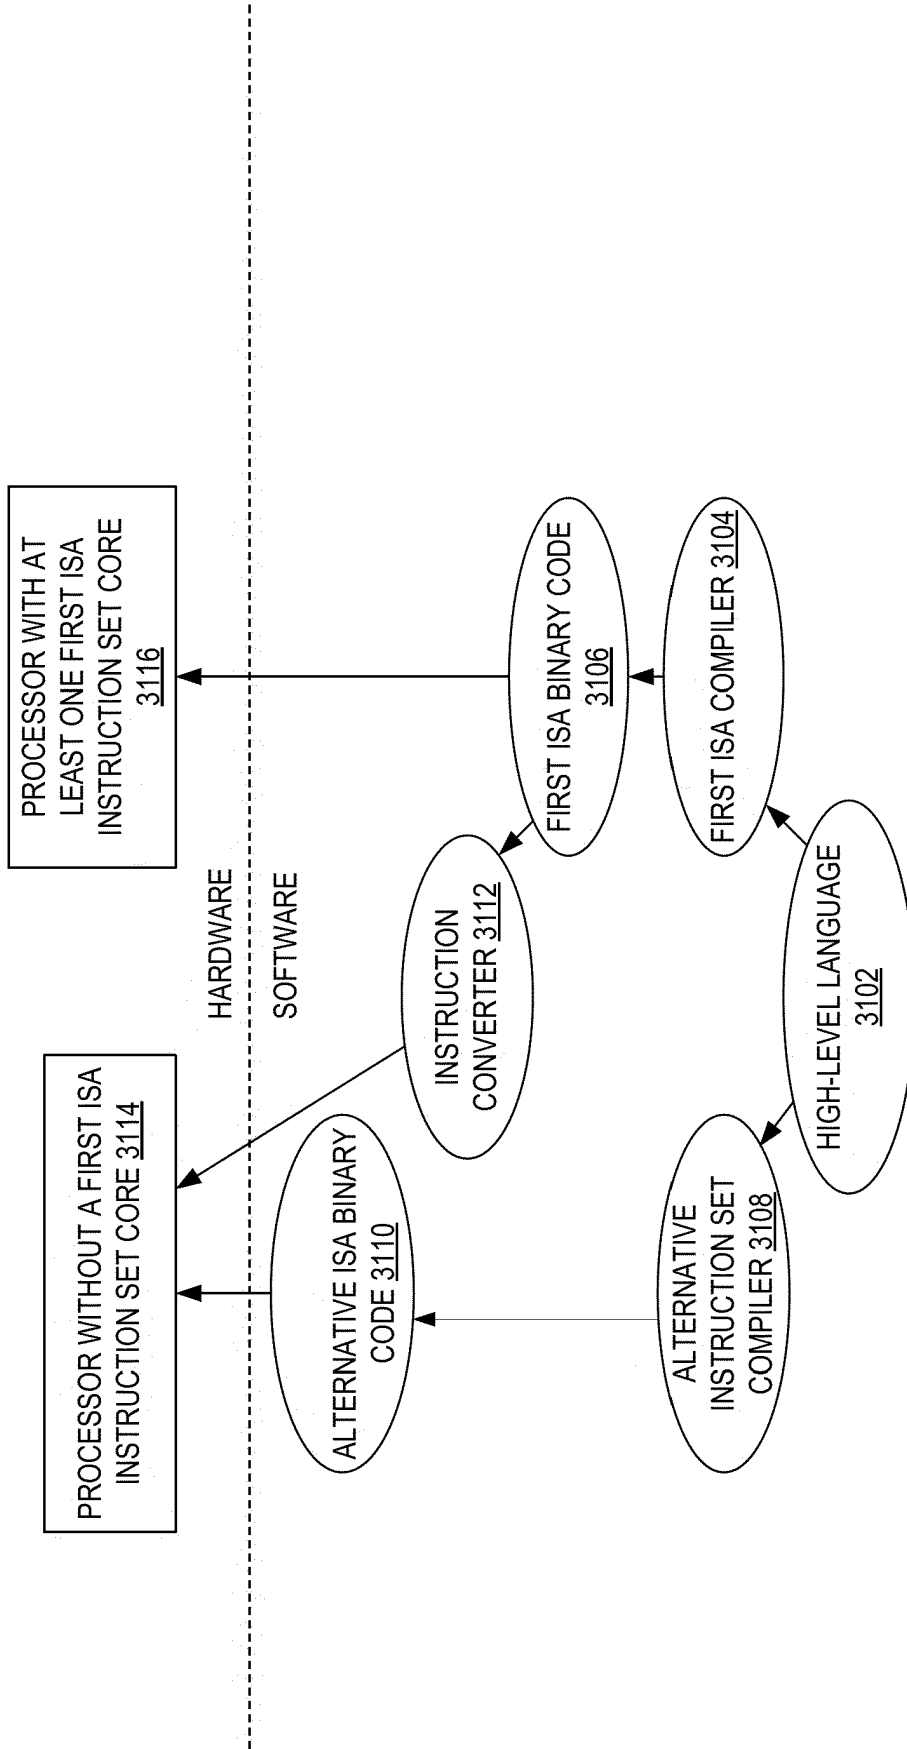 PROCESSOR WITHOUT A FIRST ISA
INSTRUCTION SET CORE 3114
PROCESSOR WITH AT
LEAST ONE FIRST ISA
INSTRUCTION SET CORE
3116
HARDWARE
SOFTWARE
ALTERNATIVE ISA BINARY
CODE 3110
INSTRUCTION
CONVERTER 3112
FIRST ISA BINARY CODE
3106
ALTERNATIVE
INSTRUCTION SET
COMPILER 3108
FIRST ISA COMPILER 3104
HIGH-LEVEL LANGUAGE
3102